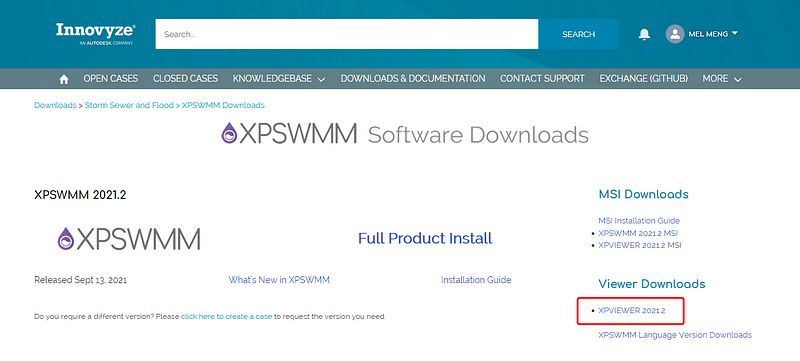 Innovyze®
AN AUTODESK COMPANY
Search...
SEARCH
MEL MENG
OPEN CASES CLOSED CASES KNOWLEDGEBASE DOWNLOADS & DOCUMENTATION CONTACT SUPPORT EXCHANGE (GITHUB) MORE
Downloads > Storm Sewer and Flood > XPSWMM Downloads
XPSWMM Software Downloads
XPSWMM 2021.2
XPSWMM
Full Product Install
Released Sept 13, 2021
What's New in XPSWMM
Installation Guide
Do you require a different version? Please click here to create a case to request the version you need.
MSI Downloads
MSI Installation Guide
• XPSWMM 2021.2 MSI
• XPVIEWER 2021.2 MSI
Viewer Downloads
• XPVIEWER 2021.2
XPSWMM Language Version Downloads